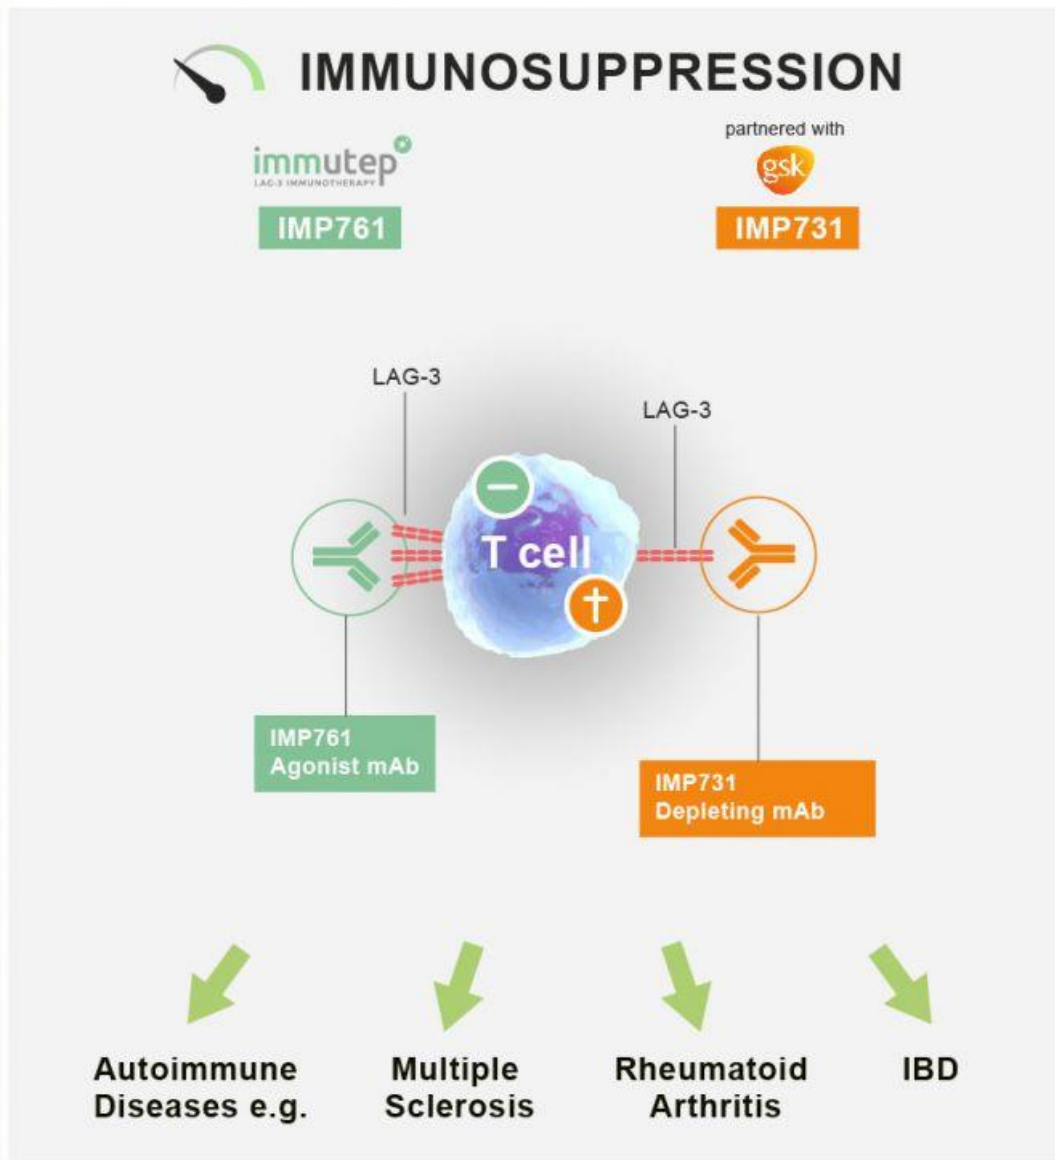 IMMUNOSUPPRESSION
immutep
LAG-3 IMMUNOTHERAPY
IMP761
partnered with
gsk
IMP731
LAG-3
LAG-3
T cell
IMP761
Agonist mAb
IMP731
Depleting mAb
Autoimmune
Diseases e.g.
Multiple
Sclerosis
Rheumatoid
Arthritis
IBD